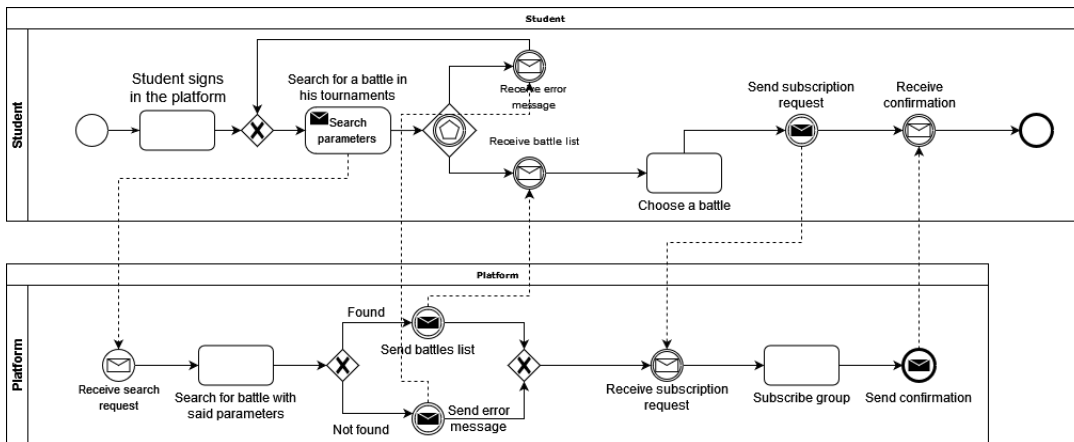 Student
Student
Student signs
in the platform
Search for a battle in
his tournaments
Search
parameters
Receive error
message
Receive battle list
Choose a battle
Send subscription
request
Receive
confirmation
Platform
Platform
Receive search
request
Search for battle with
said parameters
Found
Not found
Send battles list
Send error
message
Receive subscription
request
Subscribe group
Send confirmation